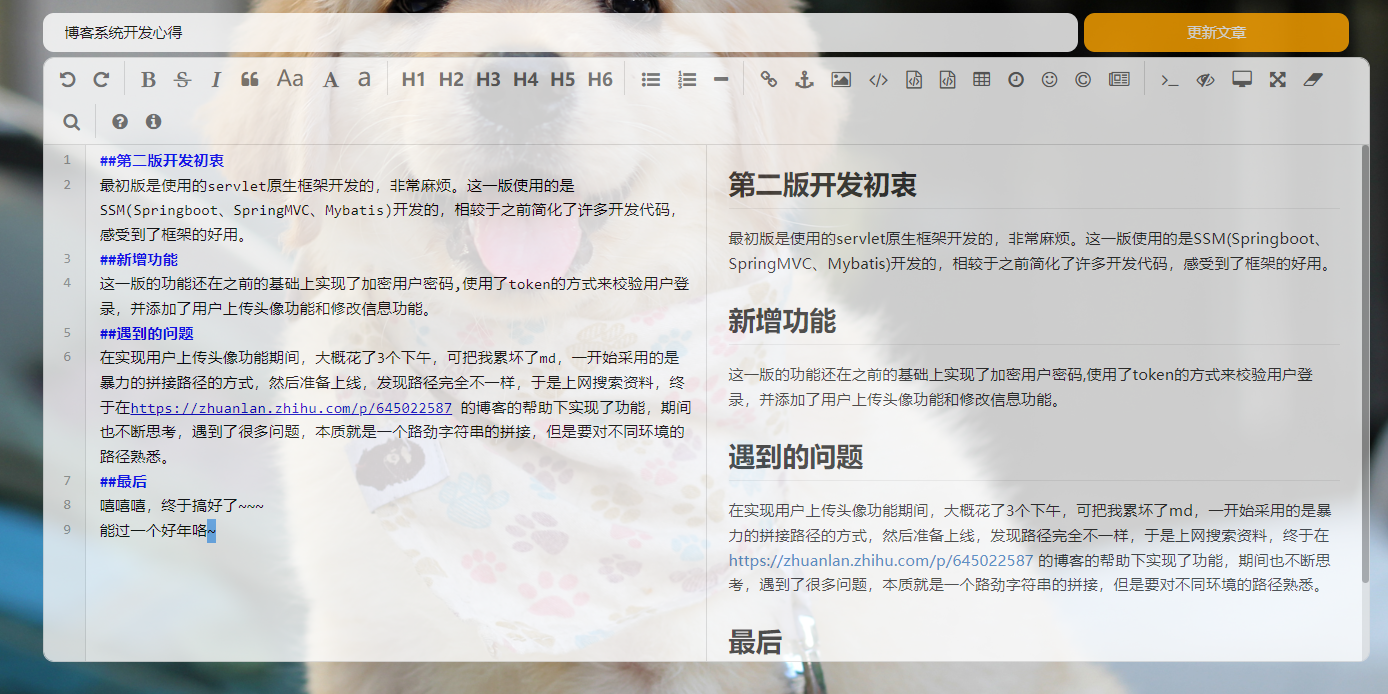 博客系统开发心得
更新文章
B S I Aa A a H1 H2 H3 H4 H5 H6
1 ##第二版开发初衷
2 最初版是使用的servlet原生框架开发的，非常麻烦。这一版使用的是
SSM(Springboot、SpringMVC、Mybatis)开发的，相较于之前简化了许多开发代码，
感受到了框架的好用。
3 ##新增功能
4 这一版的功能还在之前的基础上实现了加密用户密码,使用了token的方式来校验用户登
录，并添加了用户上传头像功能和修改信息功能。
5 ##遇到的问题
6 在实现用户上传头像功能期间，大概花了3个下午，可把我累坏了md，一开始采用的是
暴力的拼接路径的方式，然后准备上线，发现路径完全不一样，于是上网搜索资料，终
于在https://zhuanlan.zhihu.com/p/645022587 的博客的帮助下实现了功能，期间
也不断思考，遇到了很多问题，本质就是一个路劲字符串的拼接，但是要对不同环境的
路径熟悉。
7 ##最后
8 嘻嘻嘻，终于搞好了~~~
9 能过一个好年咯~
第二版开发初衷
最初版是使用的servlet原生框架开发的，非常麻烦。这一版使用的是SSM(Springboot、
SpringMVC、Mybatis)开发的，相较于之前简化了许多开发代码，感受到了框架的好用。
新增功能
这一版的功能还在之前的基础上实现了加密用户密码,使用了token的方式来校验用户登
录，并添加了用户上传头像功能和修改信息功能。
遇到的问题
在实现用户上传头像功能期间，大概花了3个下午，可把我累坏了md，一开始采用的是暴
力的拼接路径的方式，然后准备上线，发现路径完全不一样，于是上网搜索资料，终于在
https://zhuanlan.zhihu.com/p/645022587 的博客的帮助下实现了功能，期间也不断思
考，遇到了很多问题，本质就是一个路劲字符串的拼接，但是要对不同环境的路径熟悉。
最后